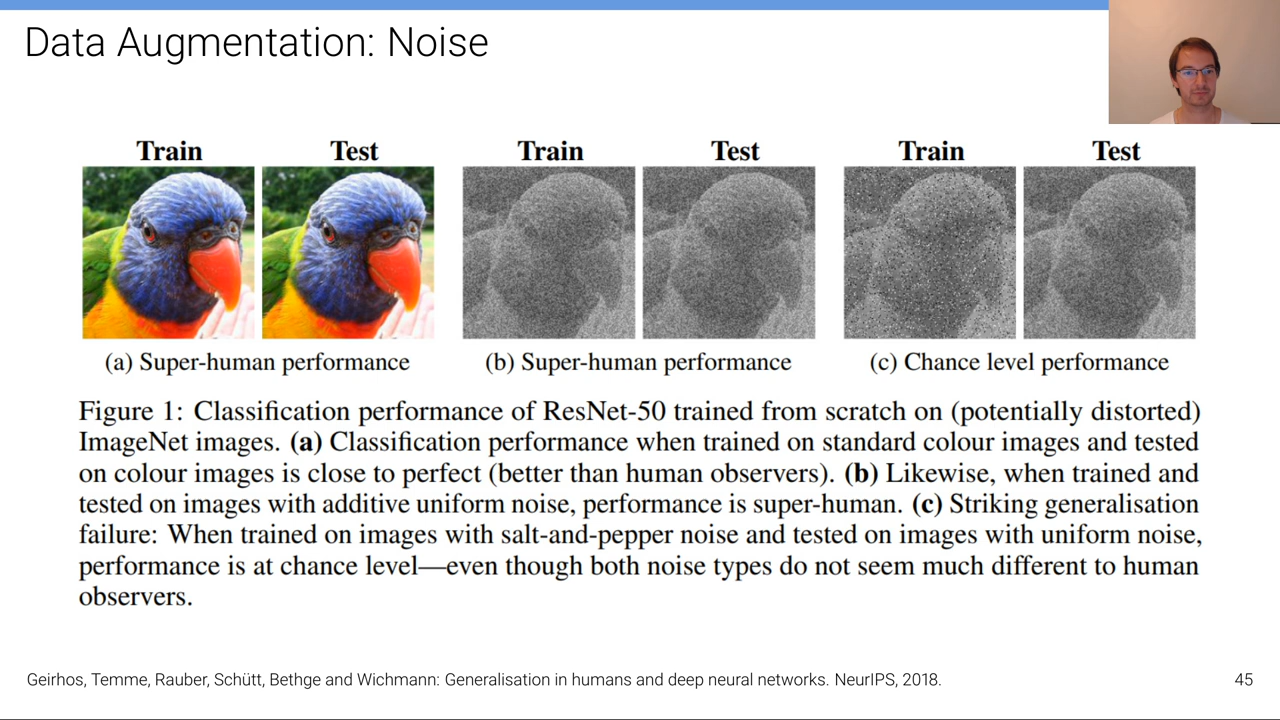 Data Augmentation: Noise
Train Test Train Test Train Test
(a) Super-human performance (b) Super-human performance (c) Chance level performance
Figure 1: Classification performance of ResNet-50 trained from scratch on (potentially distorted)
ImageNet images. (a) Classification performance when trained on standard colour images and tested
on colour images is close to perfect (better than human observers). (b) Likewise, when trained and
tested on images with additive uniform noise, performance is super-human. (c) Striking generalisation
failure: When trained on images with salt-and-pepper noise and tested on images with uniform noise,
performance is at chance level—even though both noise types do not seem much different to human
observers.
Geirhos, Temme, Rauber, Schütt, Bethge and Wichmann: Generalisation in humans and deep neural networks. NeurIPS, 2018. 45